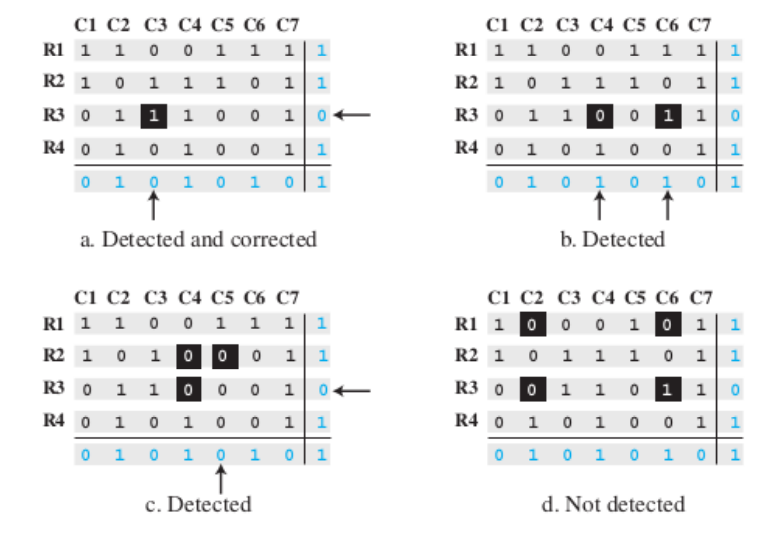 C1 C2 C3 C4 C5 C6 C7
R1 1 1 0 0 1 1 1 1
R2 1 0 1 1 1 0 1 1
R3 0 1 1 1 0 0 1 0
R4 0 1 0 1 0 0 1 1
0 1 0 1 0 1 0 1
a. Detected and corrected
C1 C2 C3 C4 C5 C6 C7
R1 1 1 0 0 1 1 1 1
R2 1 0 1 1 1 0 1 1
R3 0 1 1 0 0 1 1 0
R4 0 1 0 1 0 0 1 1
0 1 0 1 0 1 0 1
b. Detected
C1 C2 C3 C4 C5 C6 C7
R1 1 1 0 0 1 1 1 1
R2 1 0 1 0 0 0 1 1
R3 0 1 1 0 0 0 1 0
R4 0 1 0 1 0 0 1 1
0 1 0 1 0 1 0 1
c. Detected
C1 C2 C3 C4 C5 C6 C7
R1 1 0 0 0 1 0 1 1
R2 1 0 1 1 1 0 1 1
R3 0 0 1 1 0 1 1 0
R4 0 1 0 1 0 0 1 1
0 1 0 1 0 1 0 1
d. Not detected